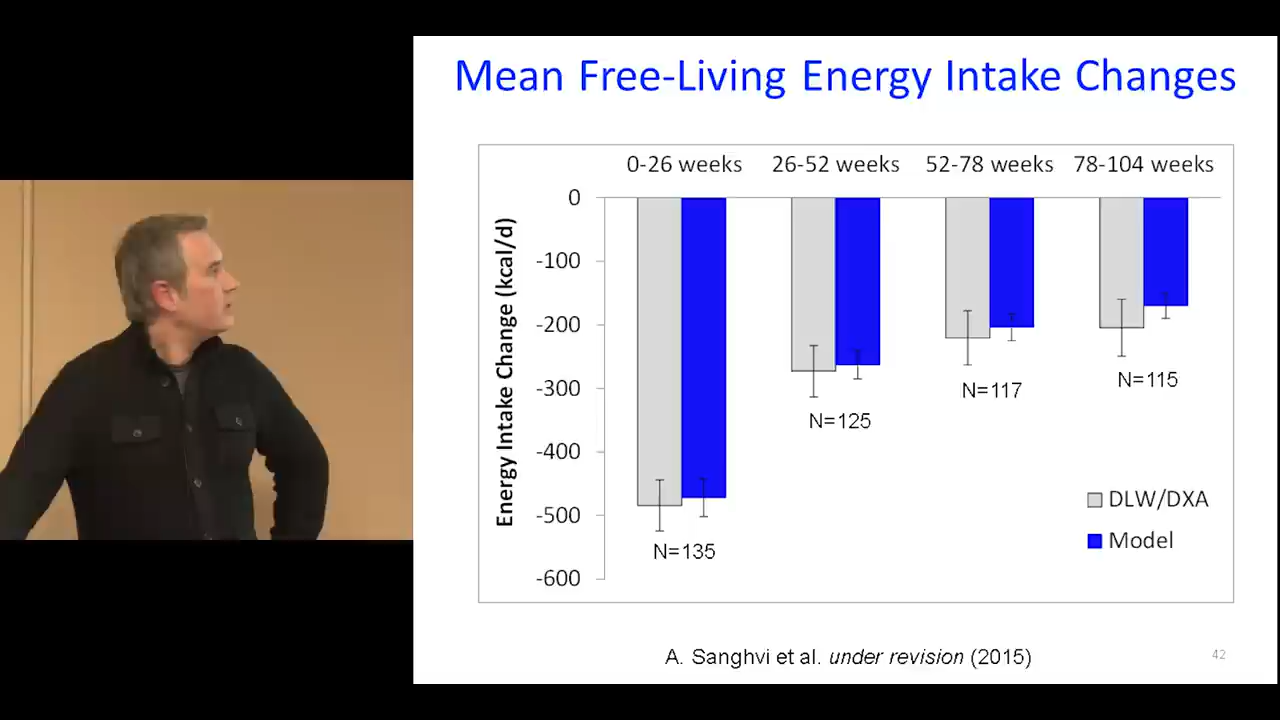 Mean Free-Living Energy Intake Changes
0-26 weeks 26-52 weeks 52-78 weeks 78-104 weeks
Energy Intake Change (kcal/d)
0
-100
-200
-300
-400
-500
-600
N=135
N=125
N=117
N=115
DLW/DXA
Model
A. Sanghvi et al. under revision (2015)
42